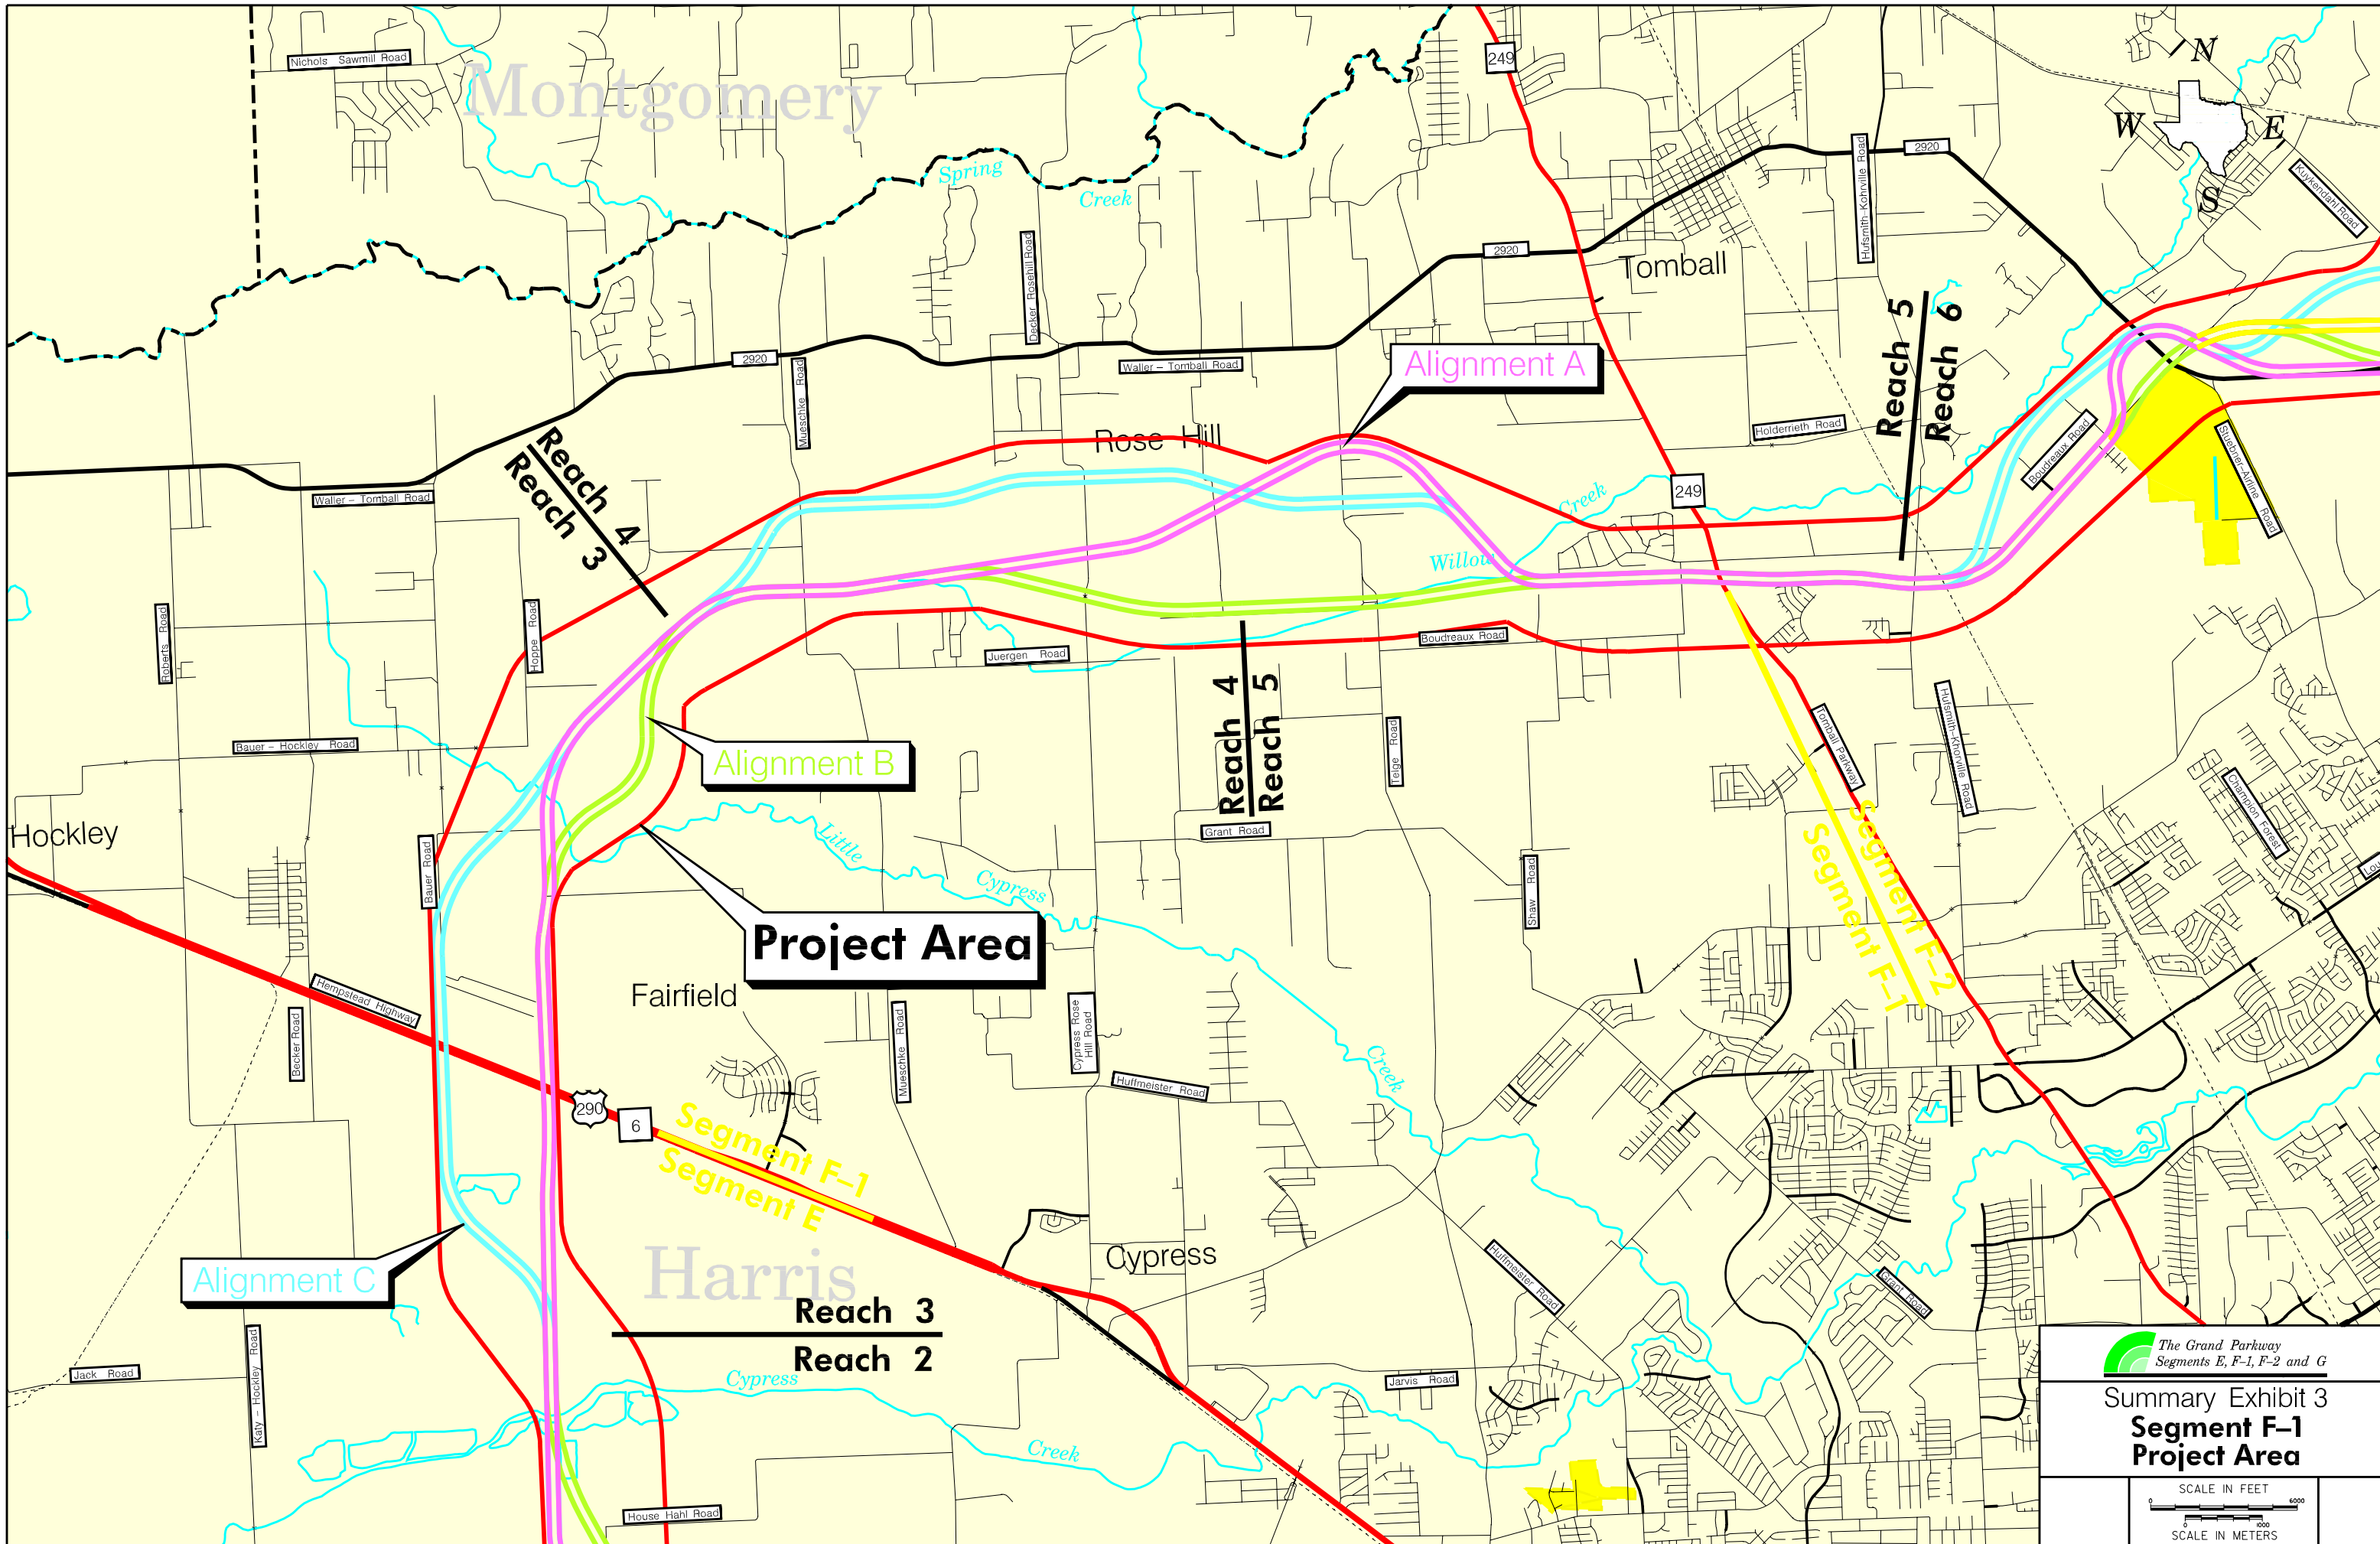 Nichols Sawmill Road
Montgomery
249
N
W
E
S
Kuykendahl Road
Spring
Creek
Hufsmith-Kohrville Road
2920
2920
Tomball
Decker Rosehill Road
2920
Mueschke Road
Waller - Tomball Road
Alignment A
Reach 5
Reach 6
Waller - Tomball Road
Reach 4
Reach 3
Rose Hill
Holderrieth Road
Boudreaux Road
Stuebner-Airline Road
249
Creek
Willow
Roberts Road
Hoppe Road
Juergen Road
Boudreaux Road
Reach 4
Reach 5
Bauer - Hockley Road
Alignment B
Telge Road
Tomball Parkway
Hufsmith-Khorville Road
Champion Forest
Hockley
Little
Cypress
Creek
Grant Road
Bauer Road
Shaw Road
Segment F-2
Segment F-1
Project Area
Fairfield
Hempstead Highway
Becker Road
Mueschke Road
Cypress Rose
Hill Road
Huffmeister Road
290
6
Segment F-1
Segment E
Harris
Cypress
Alignment C
Huffmeister Road
Grant Road
Reach 3
Reach 2
Jack Road
Katy - Hockley Road
Cypress
Creek
Jarvis Road
House Hahl Road
The Grand Parkway
Segments E, F-1, F-2 and G
Summary Exhibit 3
Segment F-1
Project Area
SCALE IN FEET
0 6000
0 1000
SCALE IN METERS